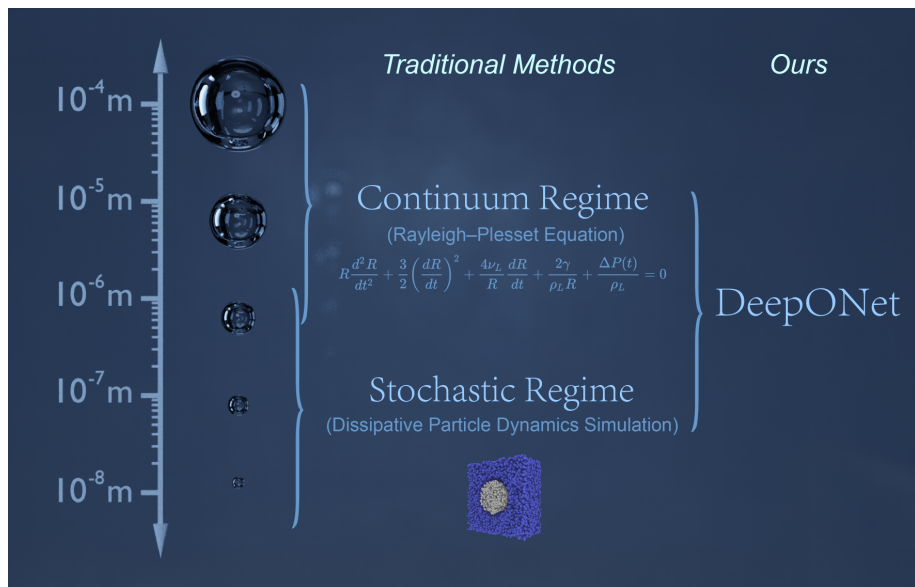 Traditional Methods
Ours
10⁻⁴m
10⁻⁵m
10⁻⁶m
10⁻⁷m
10⁻⁸m
Continuum Regime
(Rayleigh–Plesset Equation)
R d²R/dt² + 3/2 (dR/dt)² + 4ν_L/R dR/dt + 2γ/ρ_L R + ΔP(t)/ρ_L = 0
Stochastic Regime
(Dissipative Particle Dynamics Simulation)
DeepONet